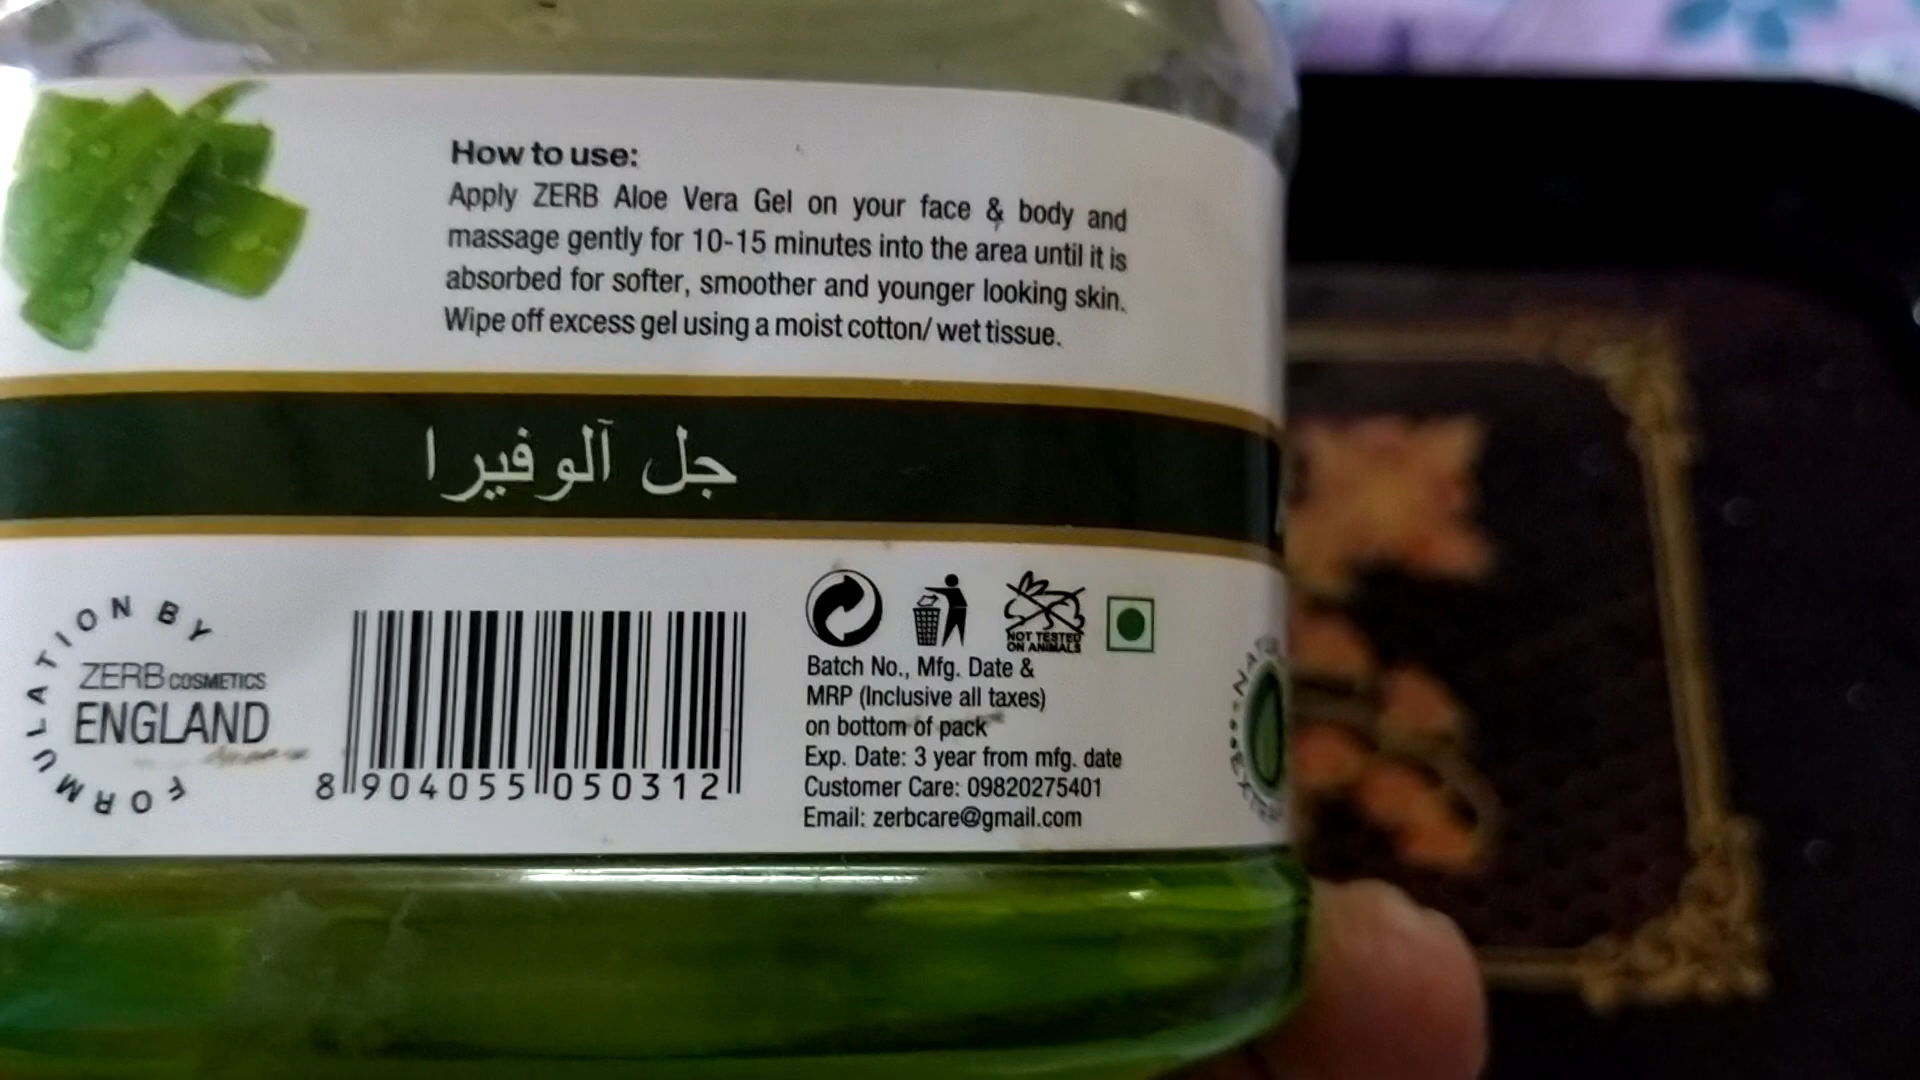 How to use:
Apply ZERB Aloe Vera Gel on your face & body and
massage gently for 10-15 minutes into the area until it is
absorbed for softer, smoother and younger looking skin.
Wipe off excess gel using a moist cotton/ wet tissue.
جل آلو فيرا
FORMULATION BY
ZERB COSMETICS
ENGLAND
8 904055 050312
NOT TESTED
ON ANIMALS
Batch No., Mfg. Date &
MRP (Inclusive all taxes)
on bottom of pack
Exp. Date: 3 year from mfg. date
Customer Care: 09820275401
Email: zerbcare@gmail.com